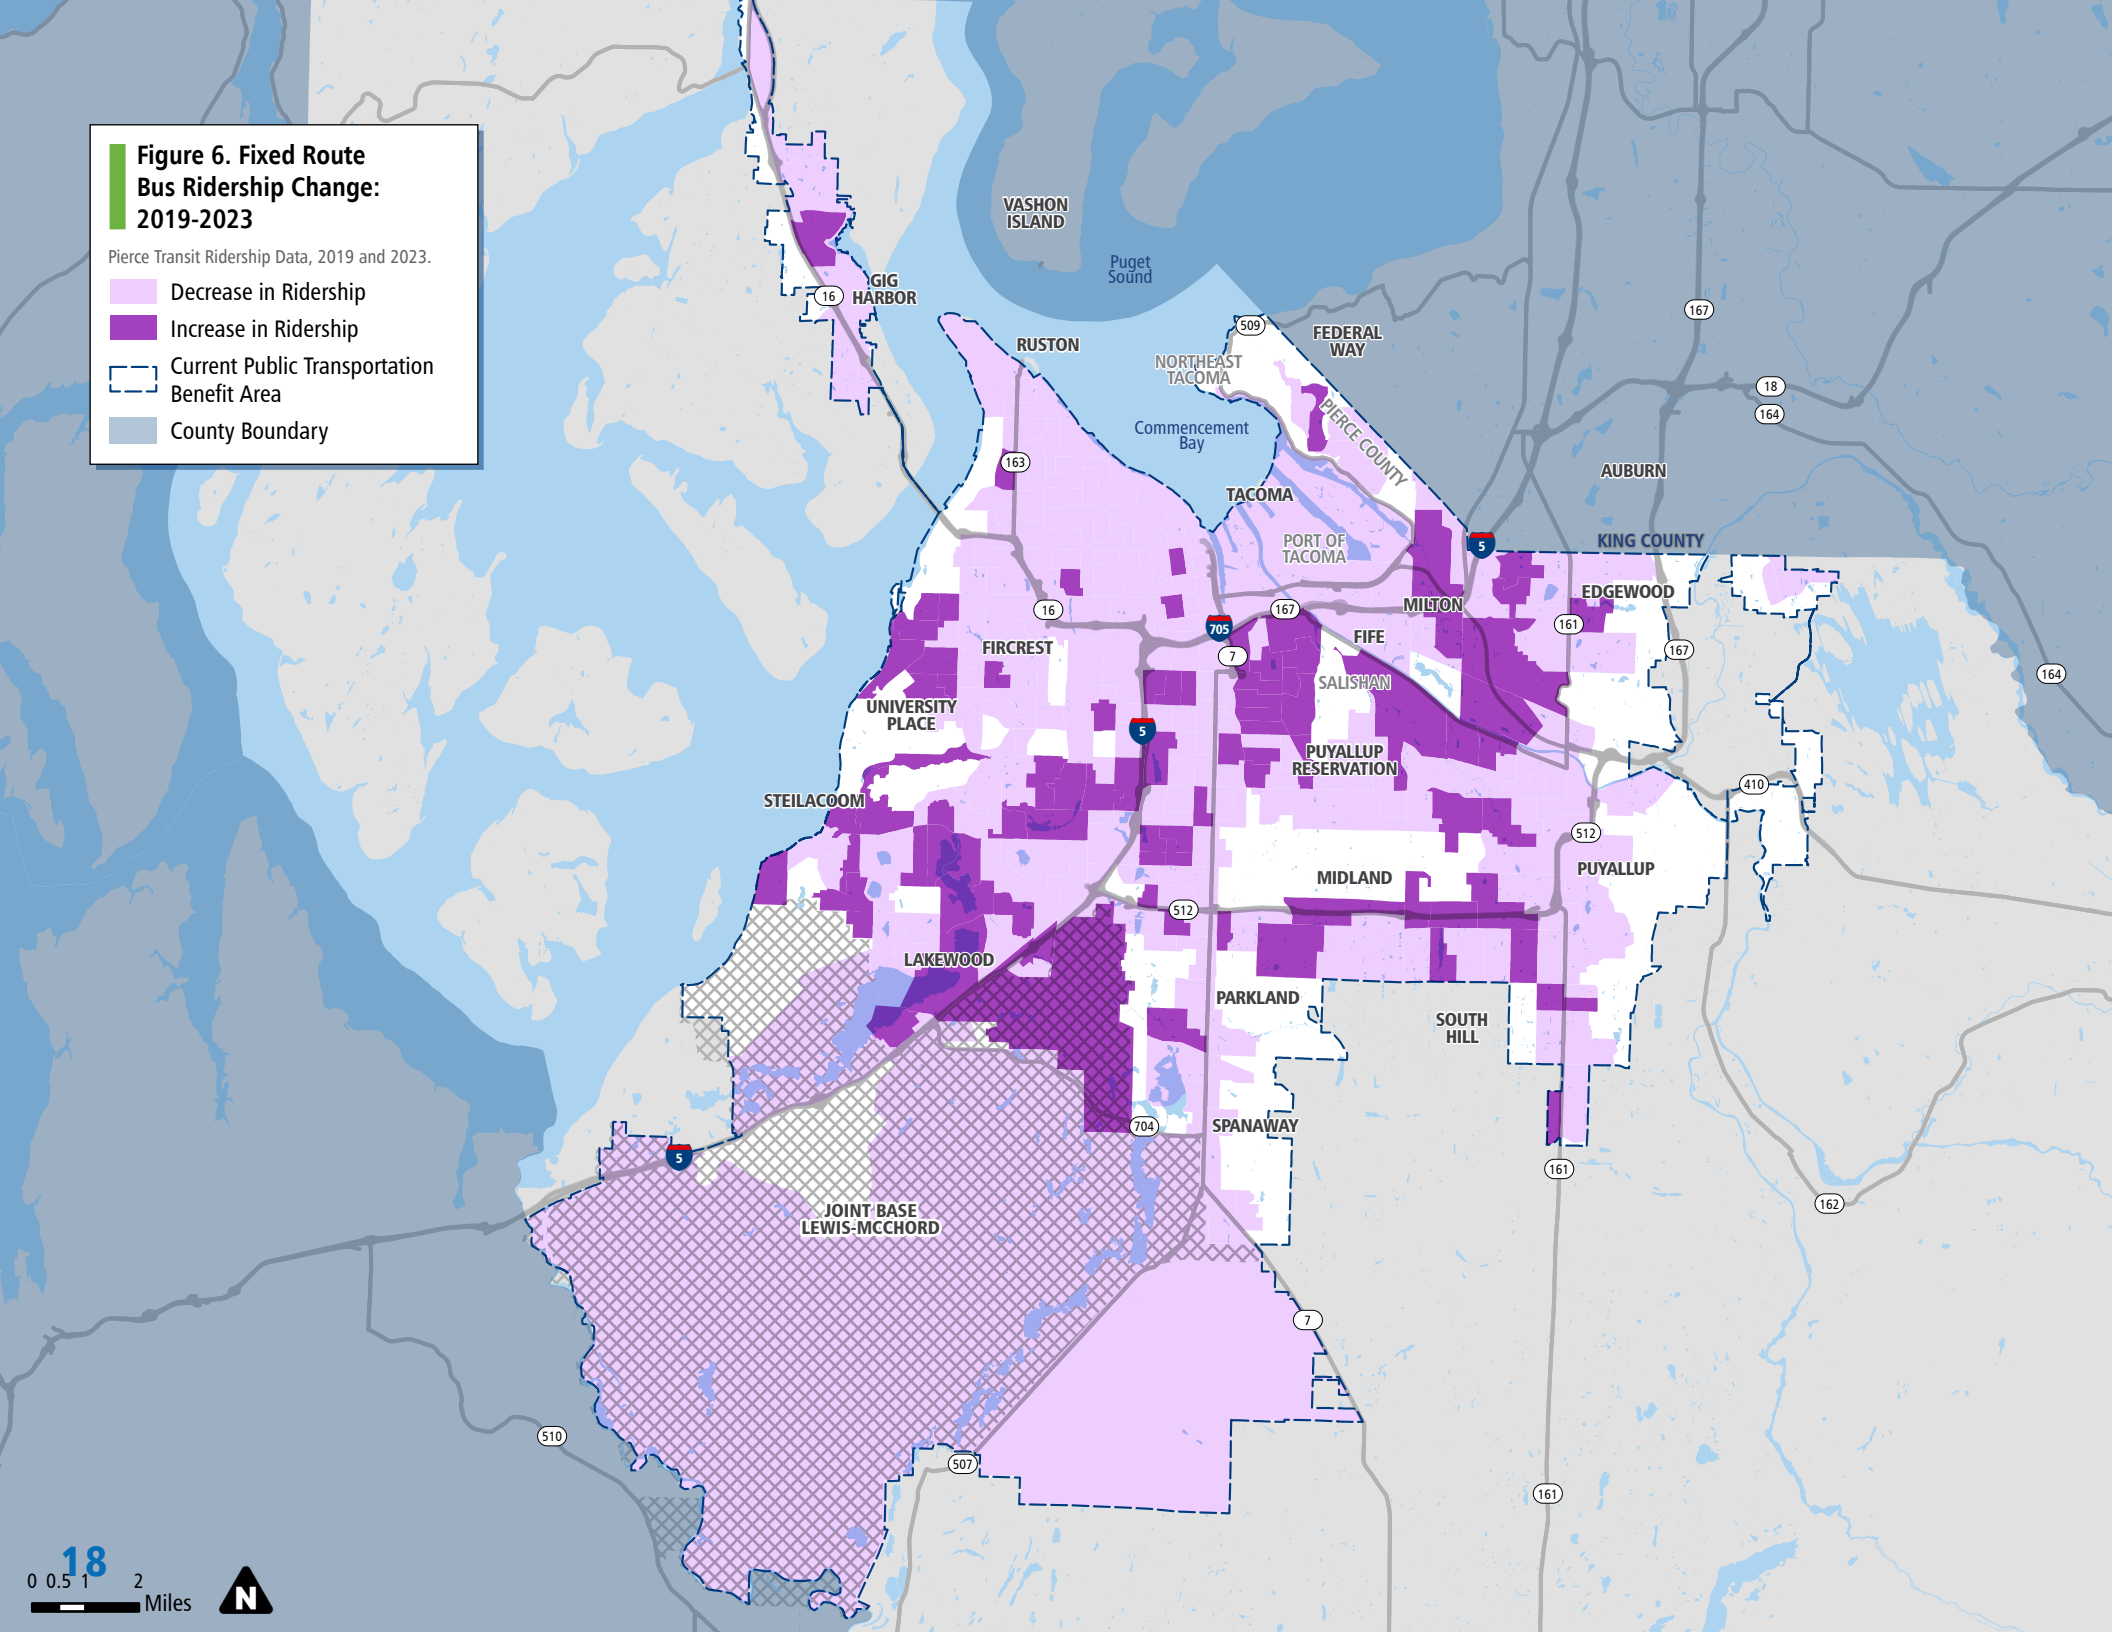 Figure 6. Fixed Route
Bus Ridership Change:
2019-2023
Pierce Transit Ridership Data, 2019 and 2023.
Decrease in Ridership
Increase in Ridership
Current Public Transportation
Benefit Area
County Boundary
VASHON
ISLAND
Puget
Sound
GIG
HARBOR
16
RUSTON
509
FEDERAL
WAY
NORTHEAST
TACOMA
PIERCE COUNTY
Commencement
Bay
167
18
164
163
AUBURN
TACOMA
PORT OF
TACOMA
5
KING COUNTY
EDGEWOOD
16
167
MILTON
161
705
7
FIFE
FIRCREST
167
SALISHAN
164
UNIVERSITY
PLACE
5
PUYALLUP
RESERVATION
STEILACOOM
410
512
PUYALLUP
MIDLAND
512
LAKEWOOD
PARKLAND
SOUTH
HILL
704
SPANAWAY
5
161
162
JOINT BASE
LEWIS-MCCHORD
7
510
507
161
18
0 0.5 1 2
Miles
N